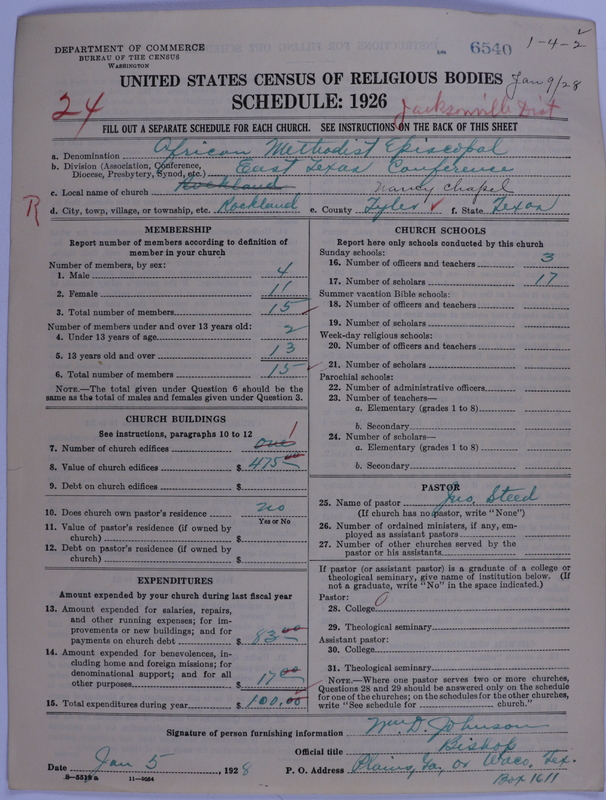 DEPARTMENT OF COMMERCE
BUREAU OF THE CENSUS
WASHINGTON
6540
1-4-2
UNITED STATES CENSUS OF RELIGIOUS BODIES
Jan 9/28
SCHEDULE: 1926
24
Jacksonville Dist
FILL OUT A SEPARATE SCHEDULE FOR EACH CHURCH. SEE INSTRUCTIONS ON THE BACK OF THIS SHEET
a. Denomination African Methodist Episcopal
b. Division (Association, Conference, Diocese, Presbytery, Synod, etc.) East Texas Conference
c. Local name of church Rockland Nancy Chapel
R
d. City, town, village, or township, etc. Rockland e. County Tyler f. State Texas
MEMBERSHIP
Report number of members according to definition of
member in your church
Number of members, by sex:
1. Male 4
2. Female 11
3. Total number of members 15
Number of members under and over 13 years old:
4. Under 13 years of age 2
5. 13 years old and over 13
6. Total number of members 15
NOTE.—The total given under Question 6 should be the
same as the total of males and females given under Question 3.
CHURCH BUILDINGS
See instructions, paragraphs 10 to 12
7. Number of church edifices one 1
8. Value of church edifices $ 475 00
9. Debt on church edifices $
10. Does church own pastor's residence no
Yes or No
11. Value of pastor's residence (if owned by
church) $
12. Debt on pastor's residence (if owned by
church) $
EXPENDITURES
Amount expended by your church during last fiscal year
13. Amount expended for salaries, repairs,
and other running expenses; for im-
provements or new buildings; and for
payments on church debt $ 83 00
14. Amount expended for benevolences, in-
cluding home and foreign missions; for
denominational support; and for all
other purposes $ 17 00
15. Total expenditures during year $ 100.00
CHURCH SCHOOLS
Report here only schools conducted by this church
Sunday schools:
16. Number of officers and teachers 3
17. Number of scholars 17
Summer vacation Bible schools:
18. Number of officers and teachers
19. Number of scholars
Week-day religious schools:
20. Number of officers and teachers
21. Number of scholars
Parochial schools:
22. Number of administrative officers
23. Number of teachers—
a. Elementary (grades 1 to 8)
b. Secondary
24. Number of scholars—
a. Elementary (grades 1 to 8)
b. Secondary
PASTOR
25. Name of pastor Jno. Steed
(If church has no pastor, write "None")
26. Number of ordained ministers, if any, em-
ployed as assistant pastors
27. Number of other churches served by the
pastor or his assistants
If pastor (or assistant pastor) is a graduate of a college or
theological seminary, give name of institution below. (If
not a graduate, write "No" in the space indicated.)
Pastor:
28. College 0
29. Theological seminary
Assistant pastor:
30. College
31. Theological seminary
NOTE.—Where one pastor serves two or more churches,
Questions 28 and 29 should be answered only on the schedule
for one of the churches; on the schedules for the other churches,
write "See schedule for church."
Signature of person furnishing information Wm. D. Johnson
Official title Bishop
Date Jan 5, 1928 P. O. Address Plains, Ga, or Waco, Tex.
8—5519a 11—9054
Box 1611